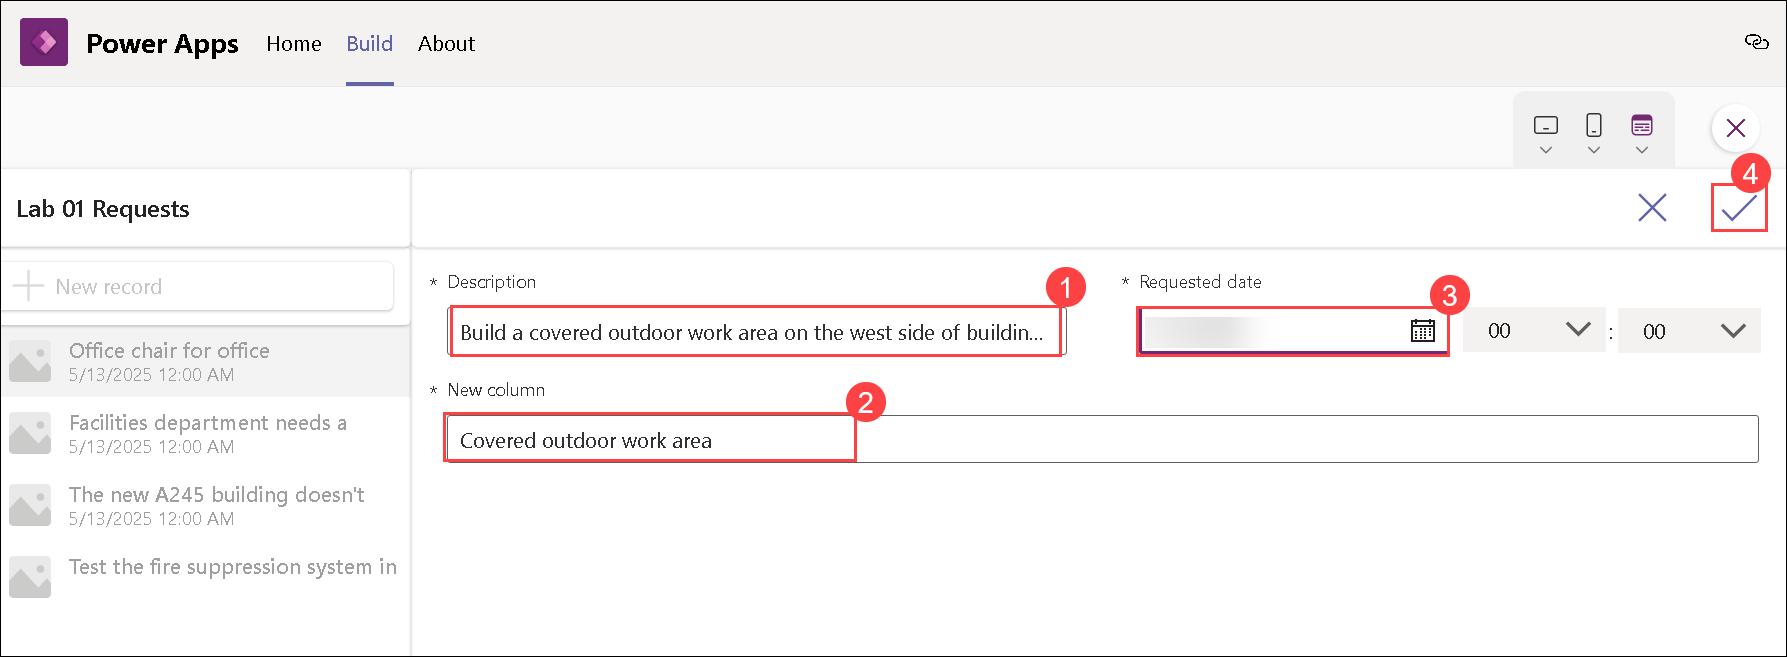 Power Apps Home Build About
4
Lab 01 Requests
* Description
1
* Requested date
3
New record
Build a covered outdoor work area on the west side of buildin...
00 : 00
Office chair for office
5/13/2025 12:00 AM
* New column
2
Covered outdoor work area
Facilities department needs a
5/13/2025 12:00 AM
The new A245 building doesn't
5/13/2025 12:00 AM
Test the fire suppression system in